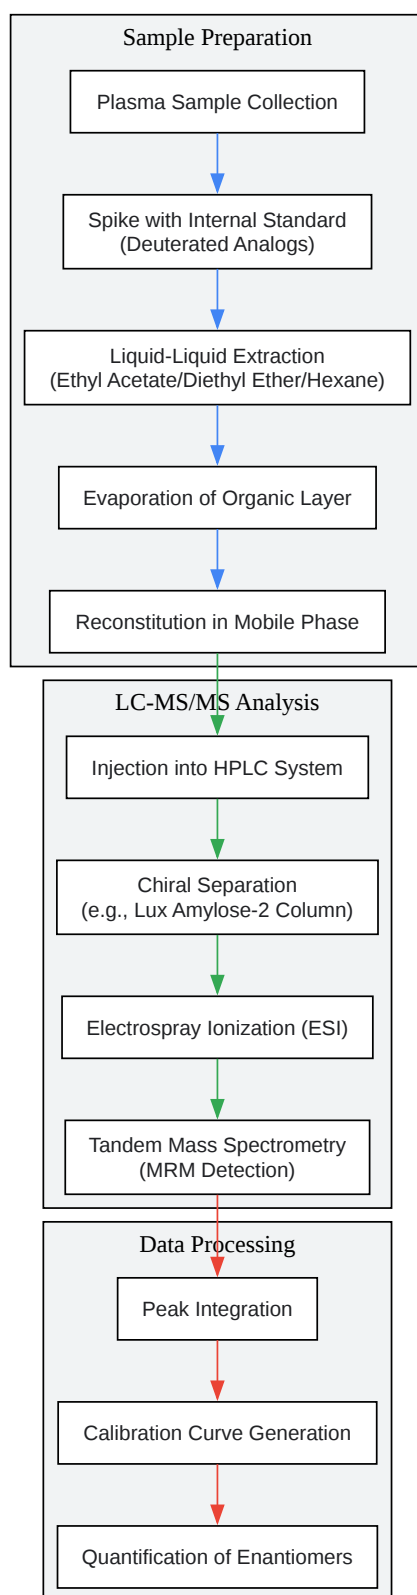 Sample Preparation
Plasma Sample Collection
Spike with Internal Standard
(Deuterated Analogs)
Liquid-Liquid Extraction
(Ethyl Acetate/Diethyl Ether/Hexane)
Evaporation of Organic Layer
Reconstitution in Mobile Phase
LC-MS/MS Analysis
Injection into HPLC System
Chiral Separation
(e.g., Lux Amylose-2 Column)
Electrospray Ionization (ESI)
Tandem Mass Spectrometry
(MRM Detection)
Data Processing
Peak Integration
Calibration Curve Generation
Quantification of Enantiomers